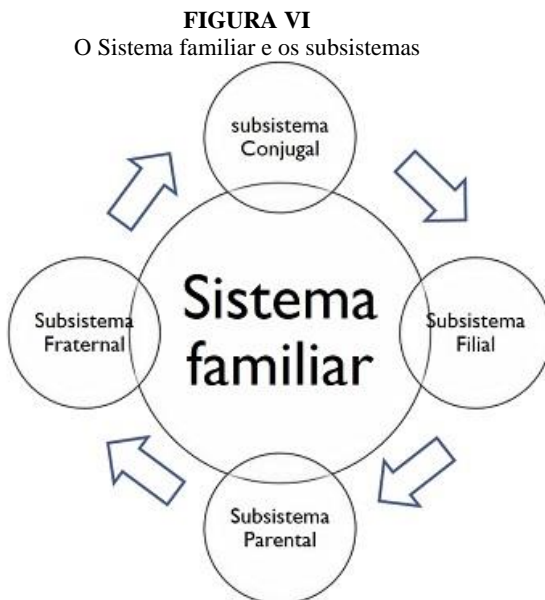 FIGURA VI
O Sistema familiar e os subsistemas
subsistema
Conjugal
Sistema
familiar
Subsistema
Fraternal
Subsistema
Filial
Subsistema
Parental